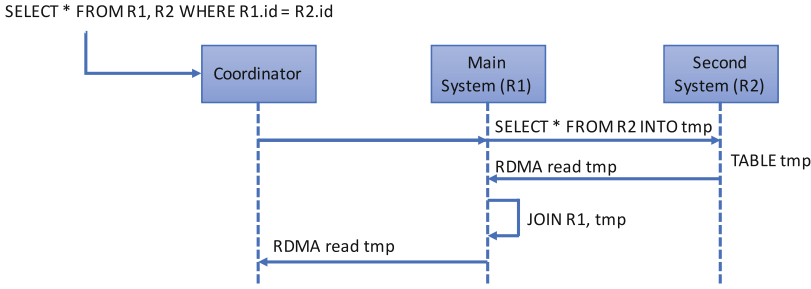 SELECT * FROM R1, R2 WHERE R1.id = R2.id
Coordinator
Main
System (R1)
Second
System (R2)
SELECT * FROM R2 INTO tmp
TABLE tmp
RDMA read tmp
JOIN R1, tmp
RDMA read tmp